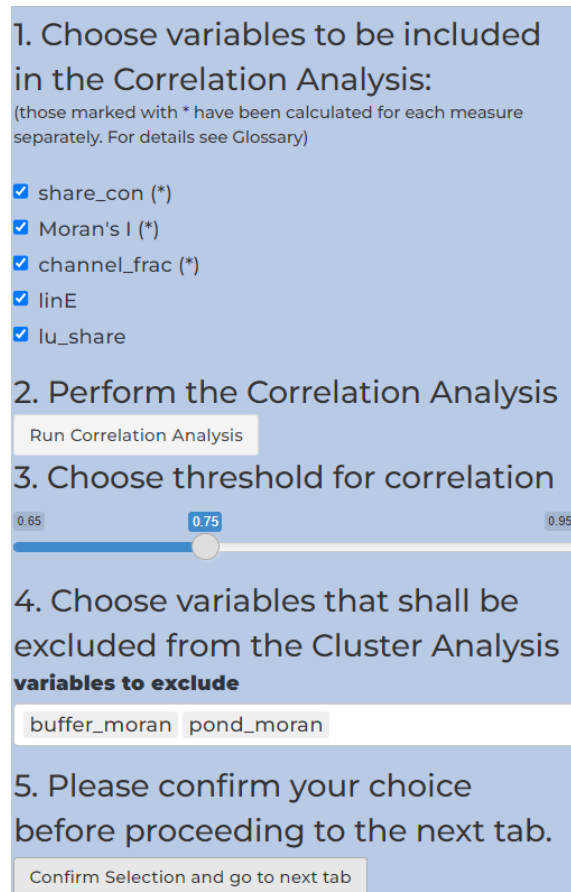 1. Choose variables to be included
in the Correlation Analysis:
(those marked with * have been calculated for each measure
separately. For details see Glossary)
share_con (*)
Moran's I (*)
channel_frac (*)
linE
lu_share
2. Perform the Correlation Analysis
Run Correlation Analysis
3. Choose threshold for correlation
0.65 0.75 0.95
4. Choose variables that shall be
excluded from the Cluster Analysis
variables to exclude
buffer_moran pond_moran
5. Please confirm your choice
before proceeding to the next tab.
Confirm Selection and go to next tab